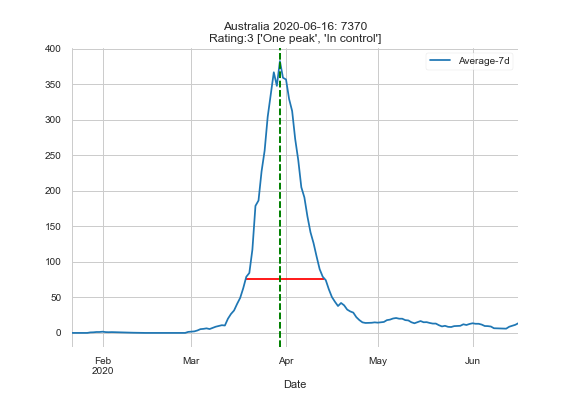 Australia 2020-06-16: 7370
Rating:3 ['One peak', 'In control']
Average-7d
400
350
300
250
200
150
100
50
0
Feb
2020
Mar
Apr
May
Jun
Date